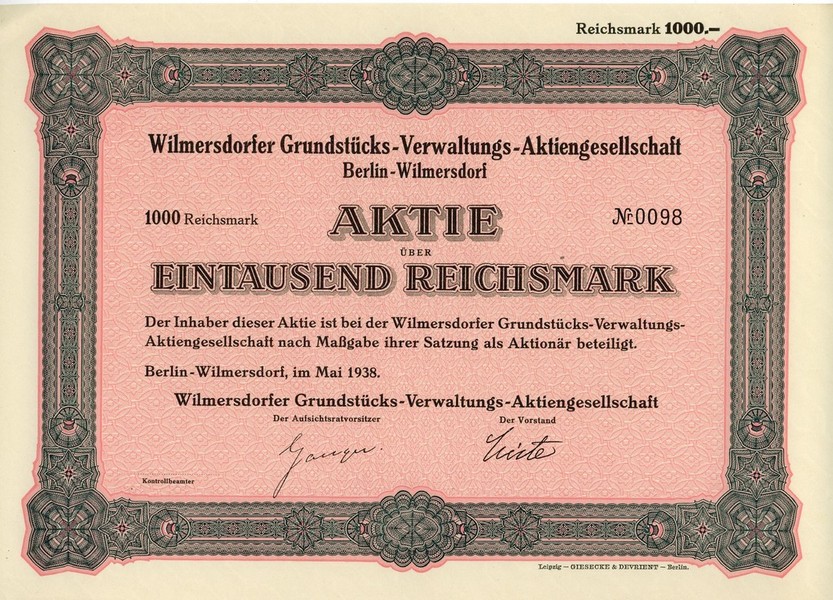 Reichsmark 1000.—
Wilmersdorfer Grundstücks-Verwaltungs-Aktiengesellschaft
Berlin-Wilmersdorf
1000 Reichsmark AKTIE № 0098
ÜBER
EINTAUSEND REICHSMARK
Der Inhaber dieser Aktie ist bei der Wilmersdorfer Grundstücks-Verwaltungs-
Aktiengesellschaft nach Maßgabe ihrer Satzung als Aktionär beteiligt.
Berlin-Wilmersdorf, im Mai 1938.
Wilmersdorfer Grundstücks-Verwaltungs-Aktiengesellschaft
Der Aufsichtsratvorsitzer Der Vorstand
Kontrollbeamter
Leipzig — GIESECKE & DEVRIENT — Berlin.